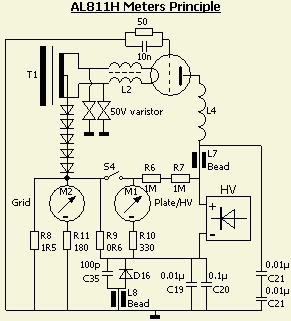 AL811H Meters Principle
50
10n
T1
L2
50V varistor
L4
L7
Bead
S4
R6
R7
1M
1M
HV
M2
M1
Grid
Plate/HV
R8
1R5
R11
180
R9
0R6
R10
330
100p
C35
D16
0.01µ
C19
0.1µ
C20
0.01µ
C21
0.01µ
C21
L8
Bead